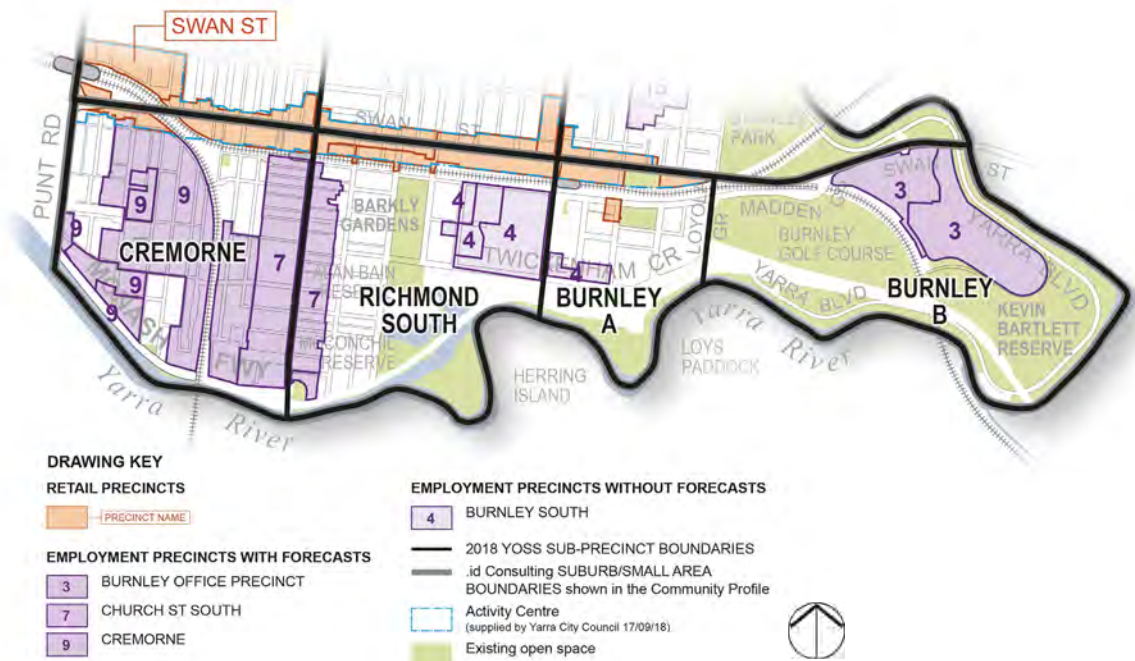 SWAN ST
PUNT RD
SWAN ST
PARK
SWAN ST
BARKLY
GARDENS
LOYOLA GR
MADDEN GR
BURNLEY
GOLF COURSE
YARRA BLVD
9
9
9
9
9
7
7
4
4
4
4
3
3
CREMORNE
TWICKENHAM CR
ALAN BAIN
RESERVE
RICHMOND
SOUTH
BURNLEY
A
YARRA BLVD
BURNLEY
B
KEVIN
BARTLETT
RESERVE
MONASH FWY
MCCONCHIE
RESERVE
LOYS
PADDOCK
HERRING
ISLAND
Yarra River
Yarra River
DRAWING KEY
RETAIL PRECINCTS
PRECINCT NAME
EMPLOYMENT PRECINCTS WITH FORECASTS
3 BURNLEY OFFICE PRECINCT
7 CHURCH ST SOUTH
9 CREMORNE
EMPLOYMENT PRECINCTS WITHOUT FORECASTS
4 BURNLEY SOUTH
2018 YOSS SUB-PRECINCT BOUNDARIES
.id Consulting SUBURB/SMALL AREA
BOUNDARIES shown in the Community Profile
Activity Centre
(supplied by Yarra City Council 17/09/18)
Existing open space